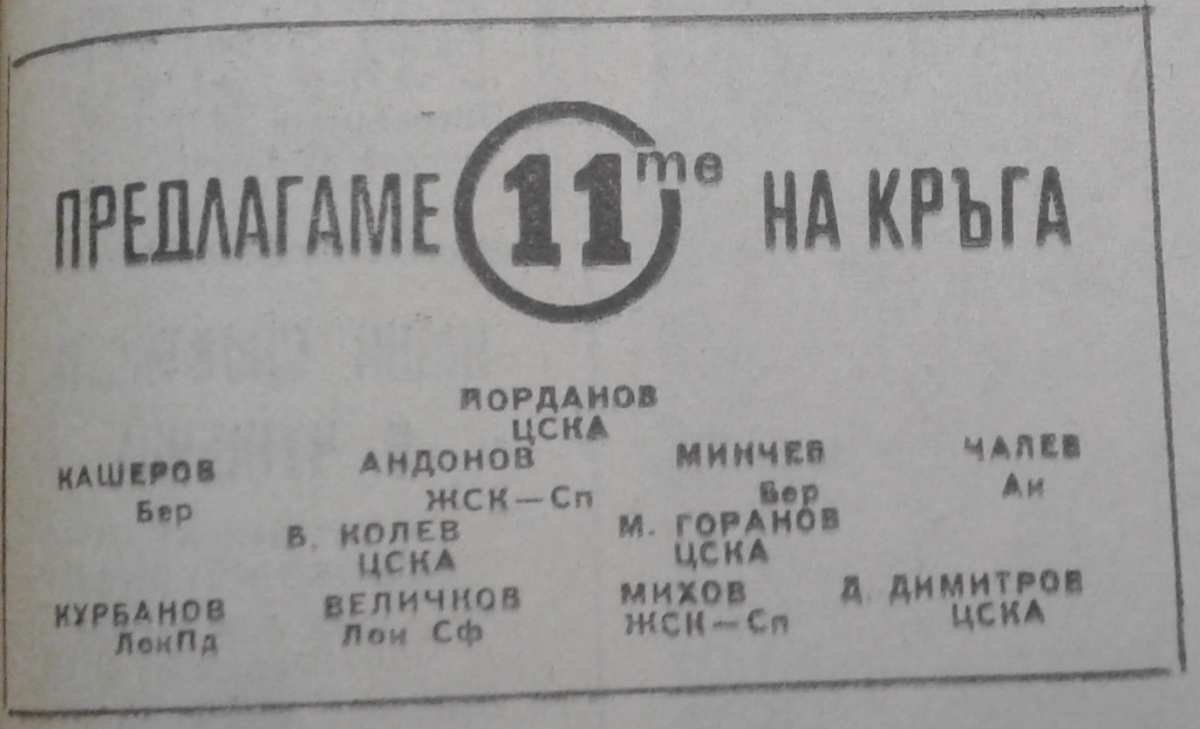 ПРЕДЛАГАМЕ 11те НА КРЪГА
ЙОРДАНОВ
ЦСКА
КАШЕРОВ АНДОНОВ МИНЧЕВ ЧАЛЕВ
Бер ЖСК—Сп Бер Ак
Б. КОЛЕВ М. ГОРАНОВ
ЦСКА ЦСКА
КУРБАНОВ ВЕЛИЧКОВ МИХОВ Д. ДИМИТРОВ
ЛокПд Лок Сф ЖСК—Сп ЦСКА